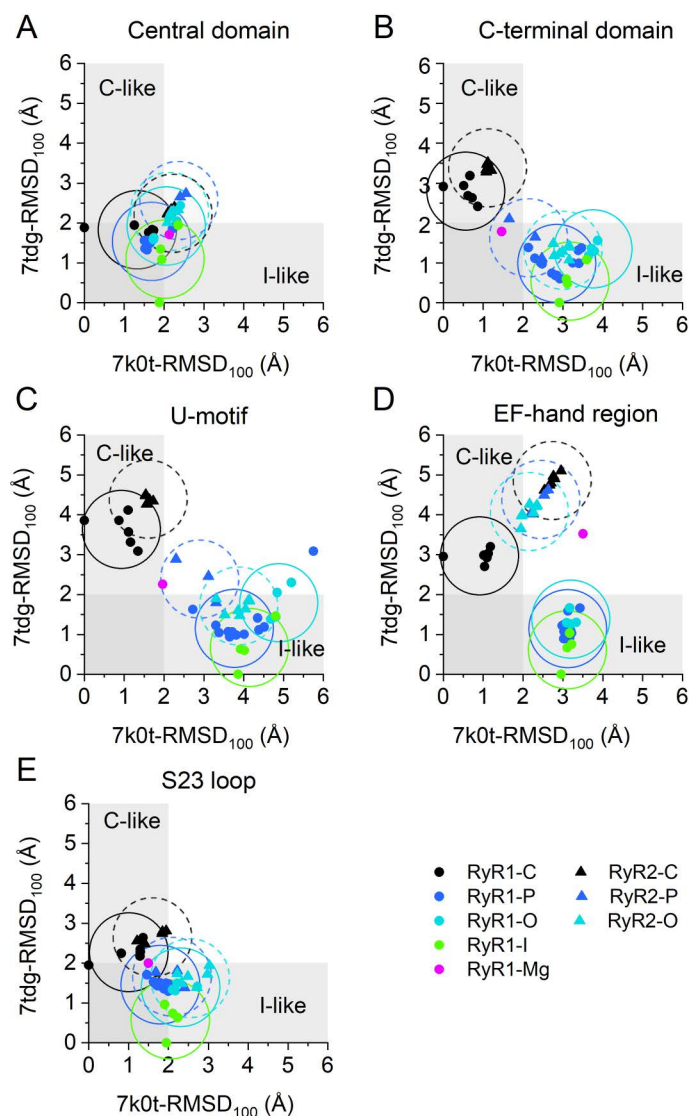 A
Central domain
6
5
4
3
2
1
0
7tdg-RMSD100 (Å)
C-like
I-like
0 1 2 3 4 5 6
7k0t-RMSD100 (Å)
B
C-terminal domain
6
5
4
3
2
1
0
7tdg-RMSD100 (Å)
C-like
I-like
0 1 2 3 4 5 6
7k0t-RMSD100 (Å)
C
U-motif
6
5
4
3
2
1
0
7tdg-RMSD100 (Å)
C-like
I-like
0 1 2 3 4 5 6
7k0t-RMSD100 (Å)
D
EF-hand region
6
5
4
3
2
1
0
7tdg-RMSD100 (Å)
C-like
I-like
0 1 2 3 4 5 6
7k0t-RMSD100 (Å)
E
S23 loop
6
5
4
3
2
1
0
7tdg-RMSD100 (Å)
C-like
I-like
0 1 2 3 4 5 6
7k0t-RMSD100 (Å)
RyR1-C
RyR1-P
RyR1-O
RyR1-I
RyR1-Mg
RyR2-C
RyR2-P
RyR2-O